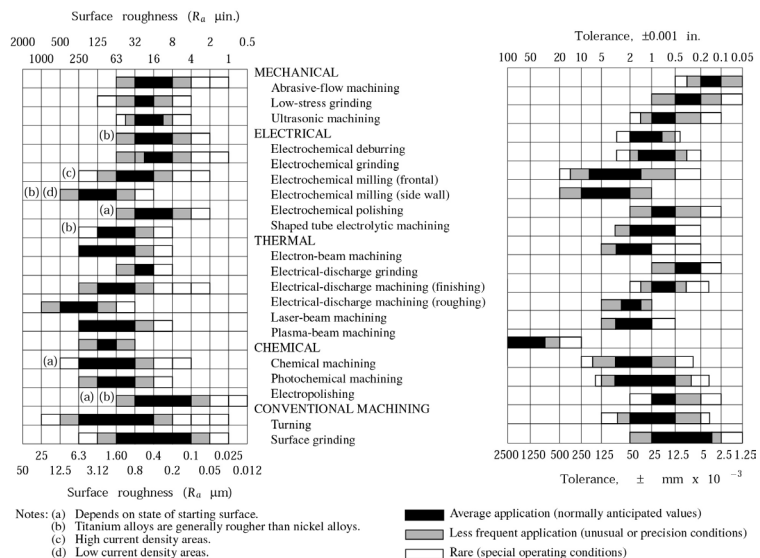 Surface roughness (Ra µin.)
2000 500 125 32 8 2 0.5
1000 250 63 16 4 1
Tolerance, ±0.001 in.
100 50 20 10 5 2 1 0.5 0.2 0.1 0.05
MECHANICAL
Abrasive-flow machining
Low-stress grinding
Ultrasonic machining
(b) ELECTRICAL
Electrochemical deburring
Electrochemical grinding
(c) Electrochemical milling (frontal)
(b) (d) Electrochemical milling (side wall)
(a) Electrochemical polishing
(b) Shaped tube electrolytic machining
THERMAL
Electron-beam machining
Electrical-discharge grinding
Electrical-discharge machining (finishing)
Electrical-discharge machining (roughing)
Laser-beam machining
Plasma-beam machining
CHEMICAL
(a) Chemical machining
Photochemical machining
(a) (b) Electropolishing
CONVENTIONAL MACHINING
Turning
Surface grinding
25 6.3 1.60 0.4 0.1 0.025
50 12.5 3.12 0.8 0.2 0.05 0.012
Surface roughness (Ra µm)
2500 1250 500 250 125 50 25 12.5 5 2.5 1.25
Tolerance, ± mm x 10 −3
Notes: (a) Depends on state of starting surface.
(b) Titanium alloys are generally rougher than nickel alloys.
(c) High current density areas.
(d) Low current density areas.
Average application (normally anticipated values)
Less frequent application (unusual or precision conditions)
Rare (special operating conditions)